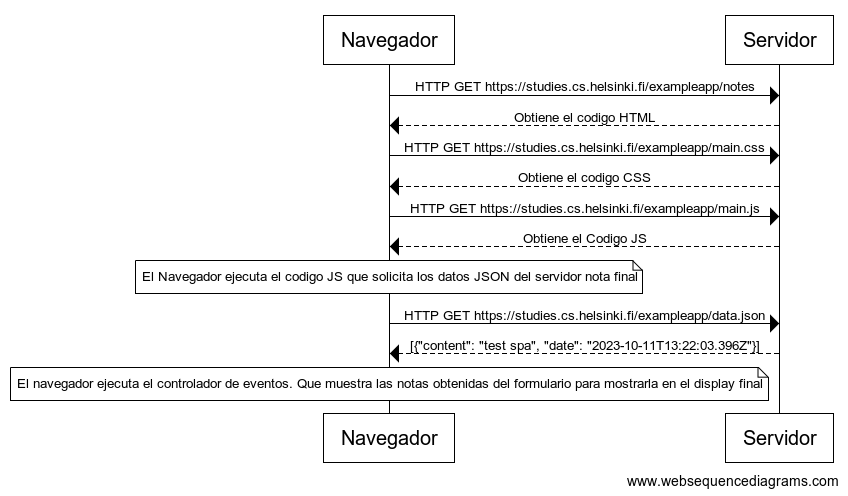 Navegador
Servidor
HTTP GET https://studies.cs.helsinki.fi/exampleapp/notes
Obtiene el codigo HTML
HTTP GET https://studies.cs.helsinki.fi/exampleapp/main.css
Obtiene el codigo CSS
HTTP GET https://studies.cs.helsinki.fi/exampleapp/main.js
Obtiene el Codigo JS
El Navegador ejecuta el codigo JS que solicita los datos JSON del servidor nota final
HTTP GET https://studies.cs.helsinki.fi/exampleapp/data.json
[{"content": "test spa", "date": "2023-10-11T13:22:03.396Z"}]
El navegador ejecuta el controlador de eventos. Que muestra las notas obtenidas del formulario para mostrarla en el display final
Navegador
Servidor
www.websequencediagrams.com